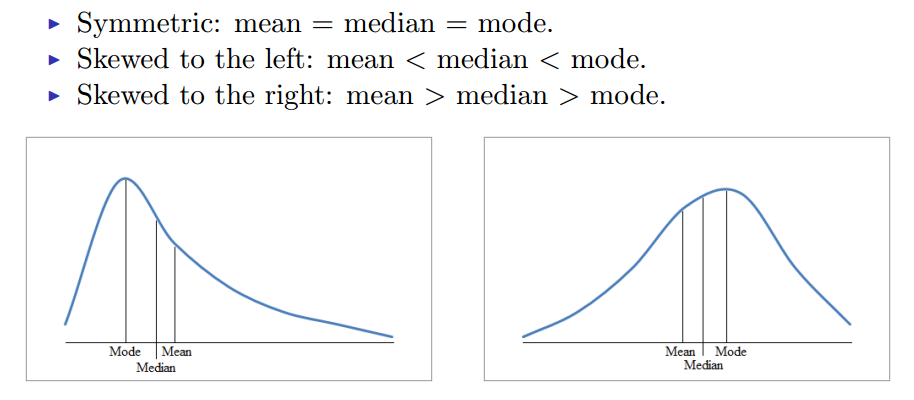 ▸ Symmetric: mean = median = mode.
▸ Skewed to the left: mean < median < mode.
▸ Skewed to the right: mean > median > mode.
Mode Mean
Median
Mean Mode
Median